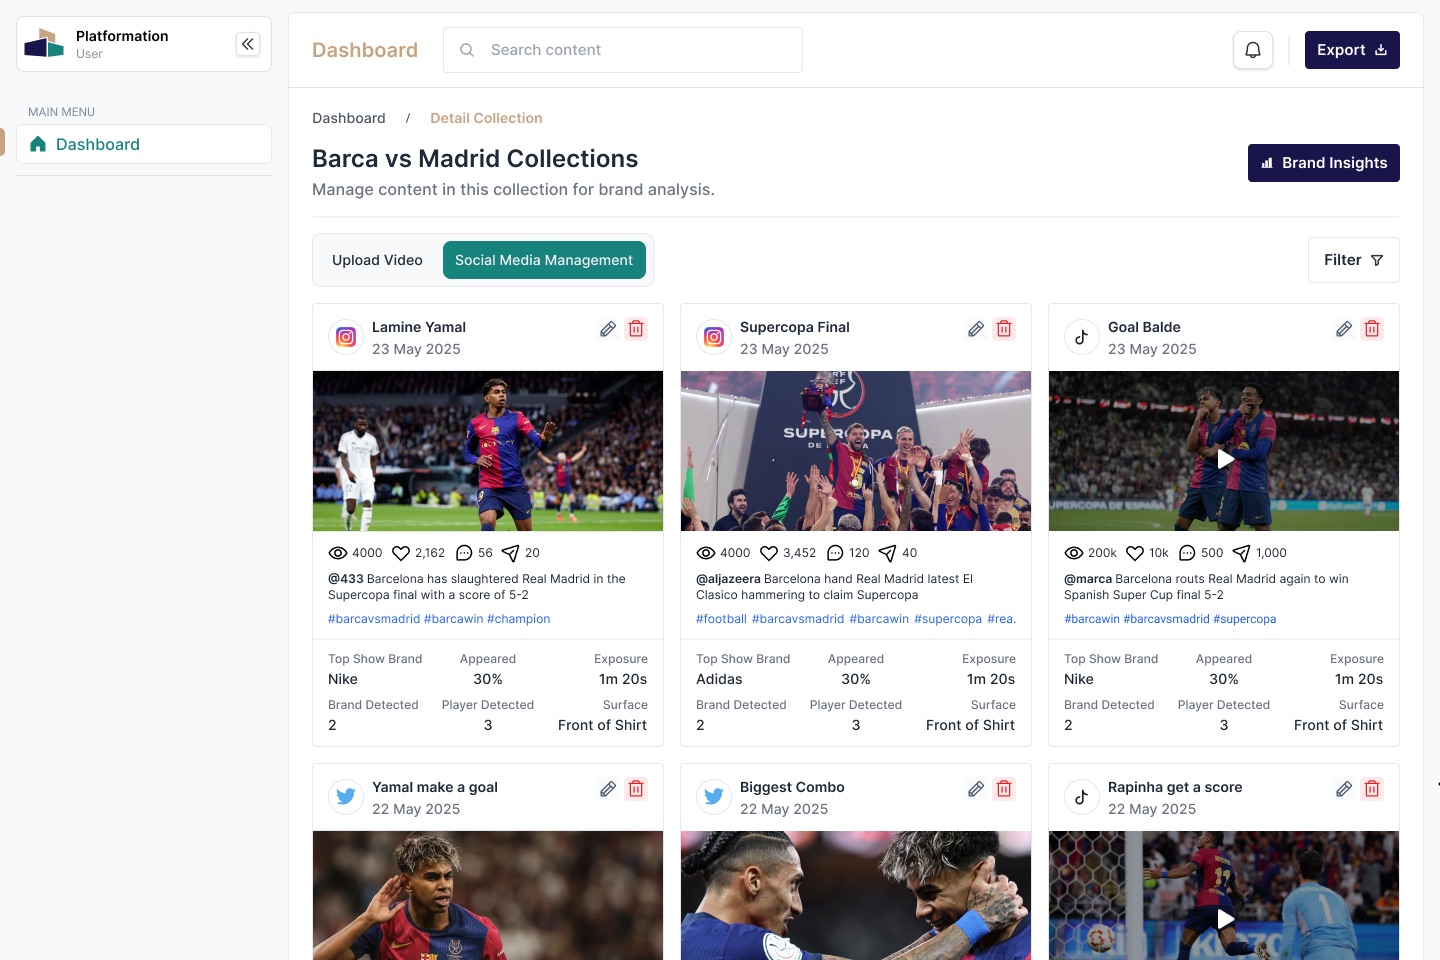 Platformation
User
MAIN MENU
Dashboard
Dashboard
Search content
Export
Dashboard / Detail Collection
Barca vs Madrid Collections
Manage content in this collection for brand analysis.
Brand Insights
Upload Video
Social Media Management
Filter
Lamine Yamal
23 May 2025
4000 2,162 56 20
@433 Barcelona has slaughtered Real Madrid in the
Supercopa final with a score of 5-2
#barcavsmadrid #barcawin #champion
Top Show Brand Appeared Exposure
Nike 30% 1m 20s
Brand Detected Player Detected Surface
2 3 Front of Shirt
Supercopa Final
23 May 2025
4000 3,452 120 40
@aljazeera Barcelona hand Real Madrid latest El
Clasico hammering to claim Supercopa
#football #barcavsmadrid #barcawin #supercopa #rea.
Top Show Brand Appeared Exposure
Adidas 30% 1m 20s
Brand Detected Player Detected Surface
2 3 Front of Shirt
Goal Balde
23 May 2025
200k 10k 500 1,000
@marca Barcelona routs Real Madrid again to win
Spanish Super Cup final 5-2
#barcawin #barcavsmadrid #supercopa
Top Show Brand Appeared Exposure
Nike 30% 1m 20s
Brand Detected Player Detected Surface
2 3 Front of Shirt
Yamal make a goal
22 May 2025
Biggest Combo
22 May 2025
Rapinha get a score
22 May 2025
11
1